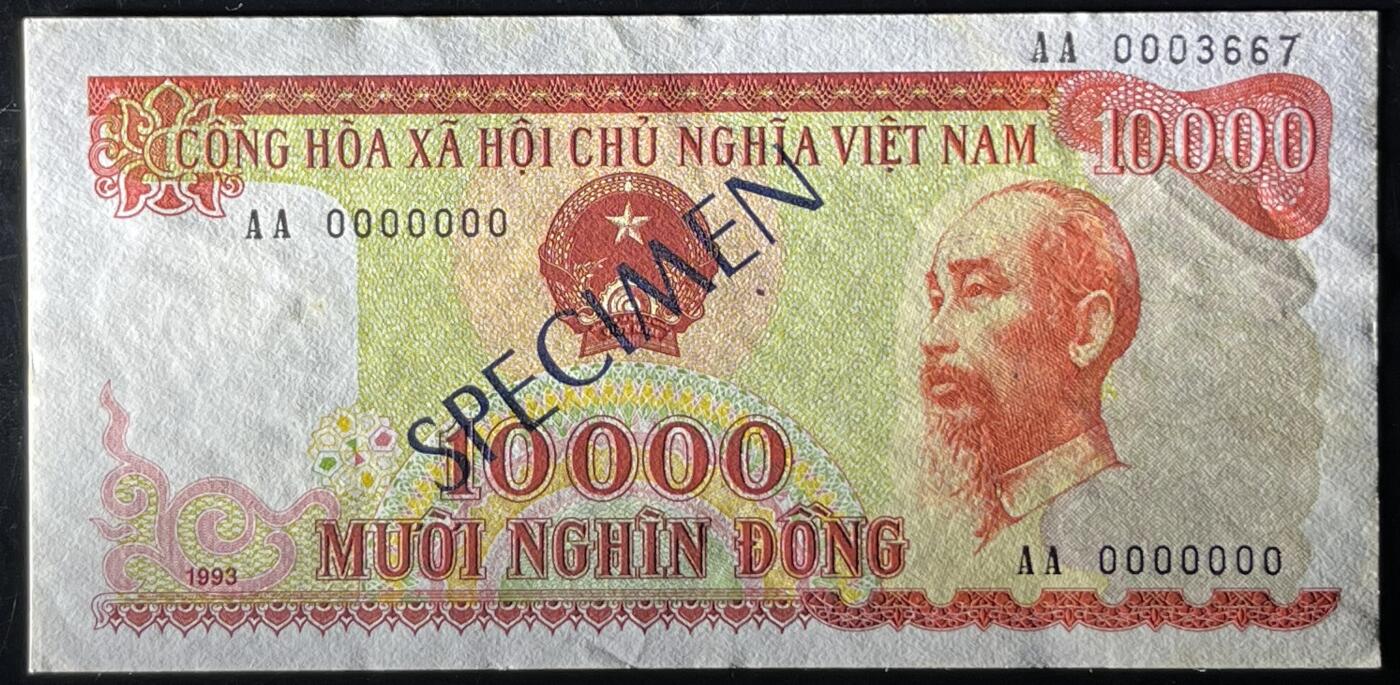 AA 0003667
CỘNG HÒA XÃ HỘI CHỦ NGHĨA VIỆT NAM
10000
AA 0000000
SPECIMEN
10000
MƯỜI NGHÌN ĐỒNG
AA 0000000
1993